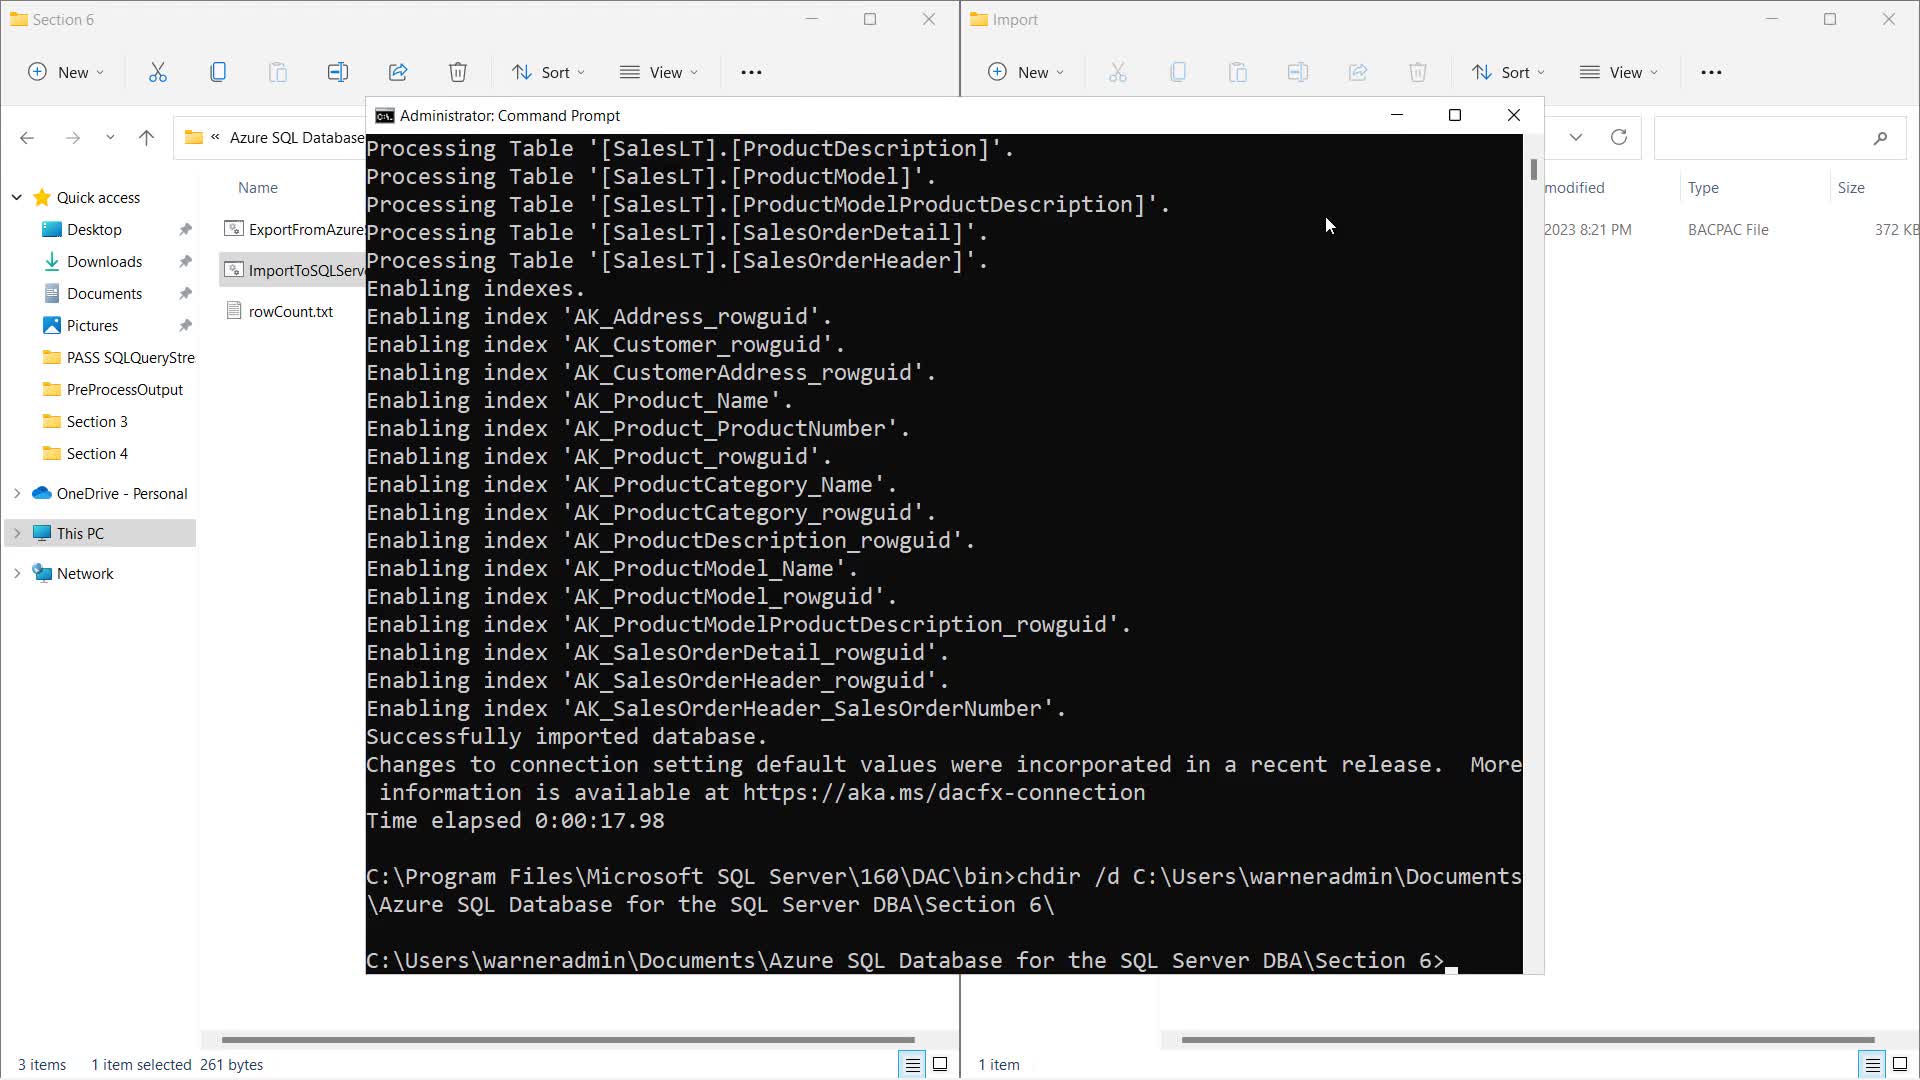 Section 6
Import
New
Sort
View
New
Sort
View
Administrator: Command Prompt
« Azure SQL Database
Name
modified
Type
Size
Quick access
Desktop
Downloads
Documents
Pictures
PASS SQLQueryStre
PreProcessOutput
Section 3
Section 4
OneDrive - Personal
This PC
Network
ExportFromAzure
ImportToSQLServ
rowCount.txt
2023 8:21 PM
BACPAC File
372 KB
Processing Table '[SalesLT].[ProductDescription]'.
Processing Table '[SalesLT].[ProductModel]'.
Processing Table '[SalesLT].[ProductModelProductDescription]'.
Processing Table '[SalesLT].[SalesOrderDetail]'.
Processing Table '[SalesLT].[SalesOrderHeader]'.
Enabling indexes.
Enabling index 'AK_Address_rowguid'.
Enabling index 'AK_Customer_rowguid'.
Enabling index 'AK_CustomerAddress_rowguid'.
Enabling index 'AK_Product_Name'.
Enabling index 'AK_Product_ProductNumber'.
Enabling index 'AK_Product_rowguid'.
Enabling index 'AK_ProductCategory_Name'.
Enabling index 'AK_ProductCategory_rowguid'.
Enabling index 'AK_ProductDescription_rowguid'.
Enabling index 'AK_ProductModel_Name'.
Enabling index 'AK_ProductModel_rowguid'.
Enabling index 'AK_ProductModelProductDescription_rowguid'.
Enabling index 'AK_SalesOrderDetail_rowguid'.
Enabling index 'AK_SalesOrderHeader_rowguid'.
Enabling index 'AK_SalesOrderHeader_SalesOrderNumber'.
Successfully imported database.
Changes to connection setting default values were incorporated in a recent release.  More
 information is available at https://aka.ms/dacfx-connection
Time elapsed 0:00:17.98
C:\Program Files\Microsoft SQL Server\160\DAC\bin>chdir /d C:\Users\warneradmin\Documents
\Azure SQL Database for the SQL Server DBA\Section 6\
C:\Users\warneradmin\Documents\Azure SQL Database for the SQL Server DBA\Section 6>
3 items
1 item selected 261 bytes
1 item